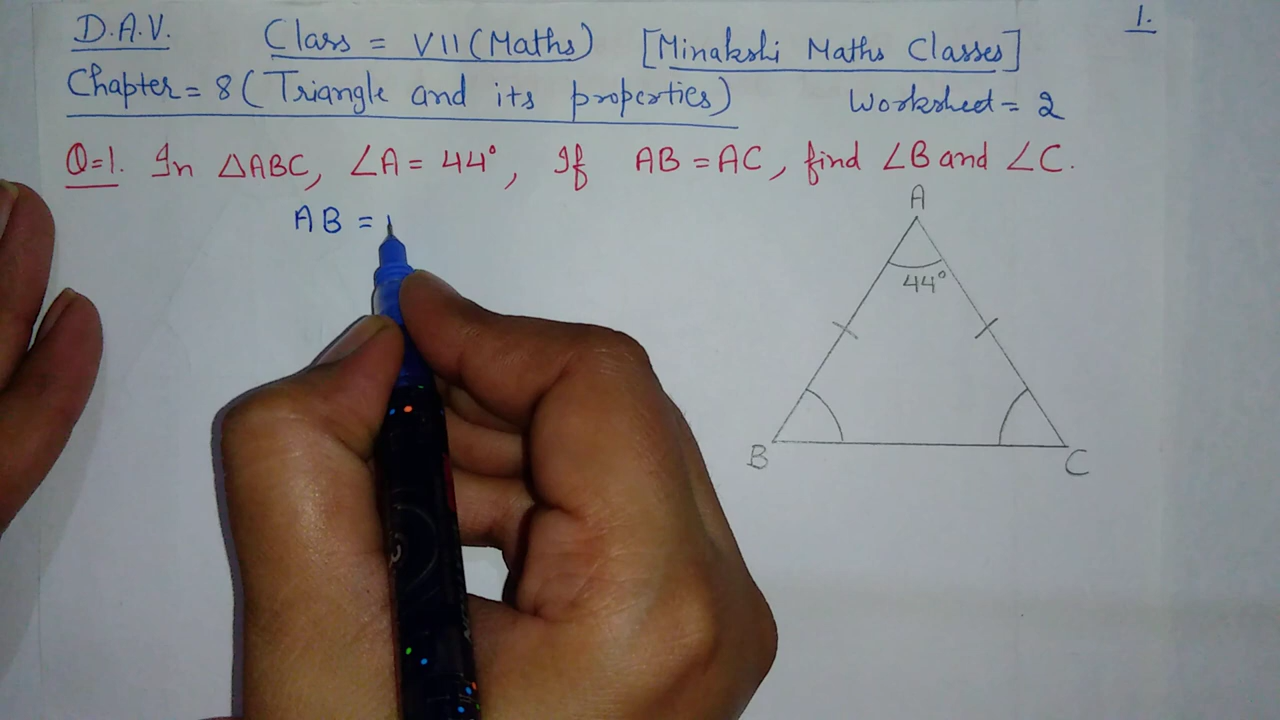 1.
D.A.V. Class = VII (Maths) [Minakshi Maths Classes]
Chapter = 8 (Triangle and its properties) Worksheet = 2
Q=1. In △ABC, ∠A = 44°, If AB = AC, find ∠B and ∠C.
AB =
A
44°
B
C